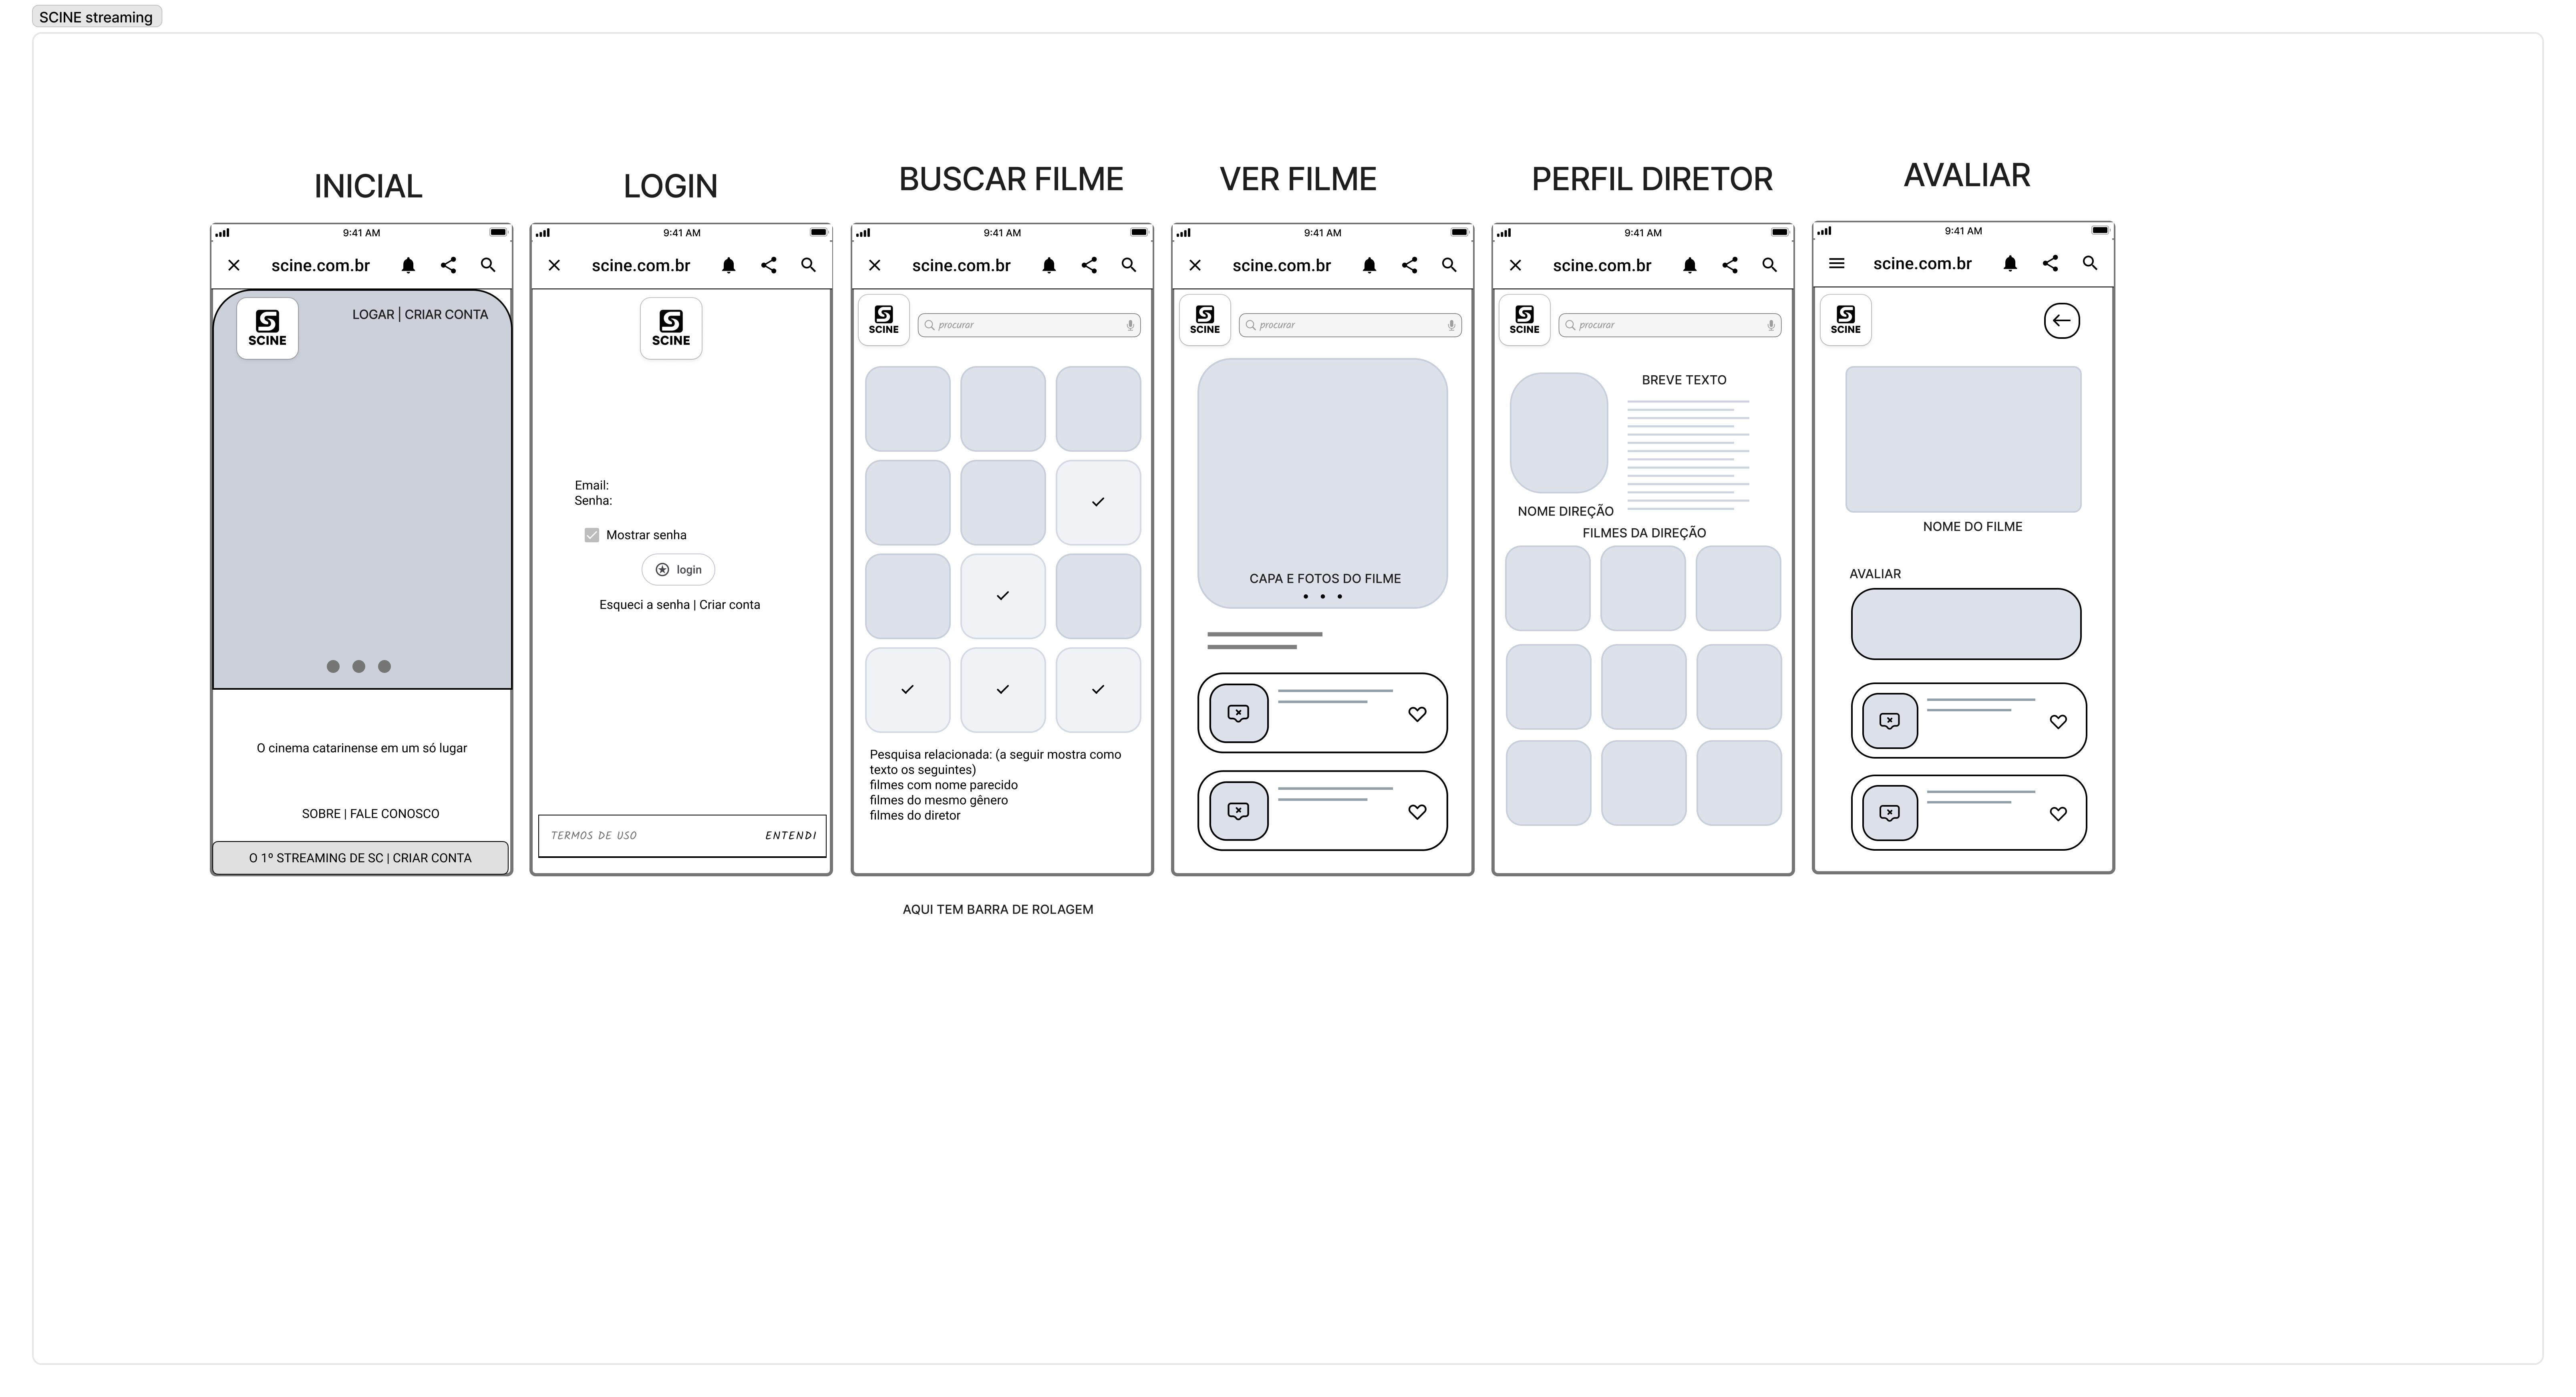 SCINE streaming
INICIAL
9:41 AM
scine.com.br
SCINE
LOGAR | CRIAR CONTA
O cinema catarinense em um só lugar
SOBRE | FALE CONOSCO
O 1º STREAMING DE SC | CRIAR CONTA
LOGIN
9:41 AM
scine.com.br
SCINE
Email:
Senha:
Mostrar senha
login
Esqueci a senha | Criar conta
TERMOS DE USO ENTENDI
BUSCAR FILME
9:41 AM
scine.com.br
SCINE
procurar
Pesquisa relacionada: (a seguir mostra como
texto os seguintes)
filmes com nome parecido
filmes do mesmo gênero
filmes do diretor
AQUI TEM BARRA DE ROLAGEM
VER FILME
9:41 AM
scine.com.br
SCINE
procurar
CAPA E FOTOS DO FILME
PERFIL DIRETOR
9:41 AM
scine.com.br
SCINE
procurar
BREVE TEXTO
NOME DIREÇÃO
FILMES DA DIREÇÃO
AVALIAR
9:41 AM
scine.com.br
SCINE
NOME DO FILME
AVALIAR